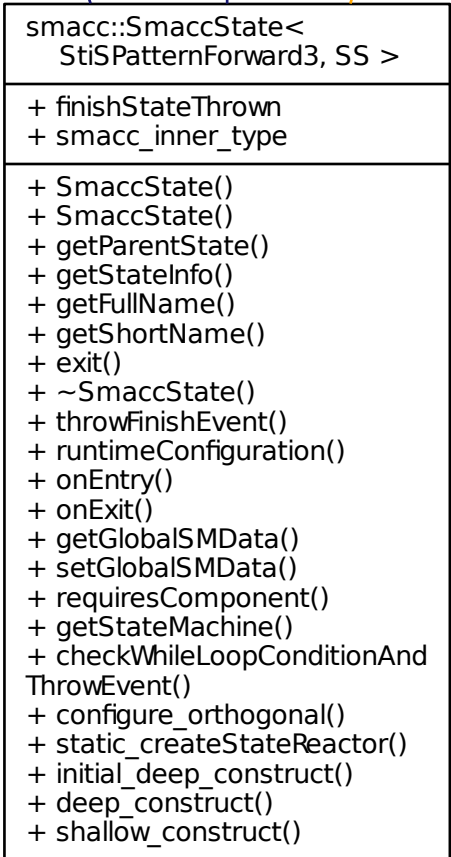 smacc::SmaccState<
StiSPatternForward3, SS >
+ finishStateThrown
+ smacc_inner_type
+ SmaccState()
+ SmaccState()
+ getParentState()
+ getStateInfo()
+ getFullName()
+ getShortName()
+ exit()
+ ~SmaccState()
+ throwFinishEvent()
+ runtimeConfiguration()
+ onEntry()
+ onExit()
+ getGlobalSMData()
+ setGlobalSMData()
+ requiresComponent()
+ getStateMachine()
+ checkWhileLoopConditionAnd
ThrowEvent()
+ configure_orthogonal()
+ static_createStateReactor()
+ initial_deep_construct()
+ deep_construct()
+ shallow_construct()